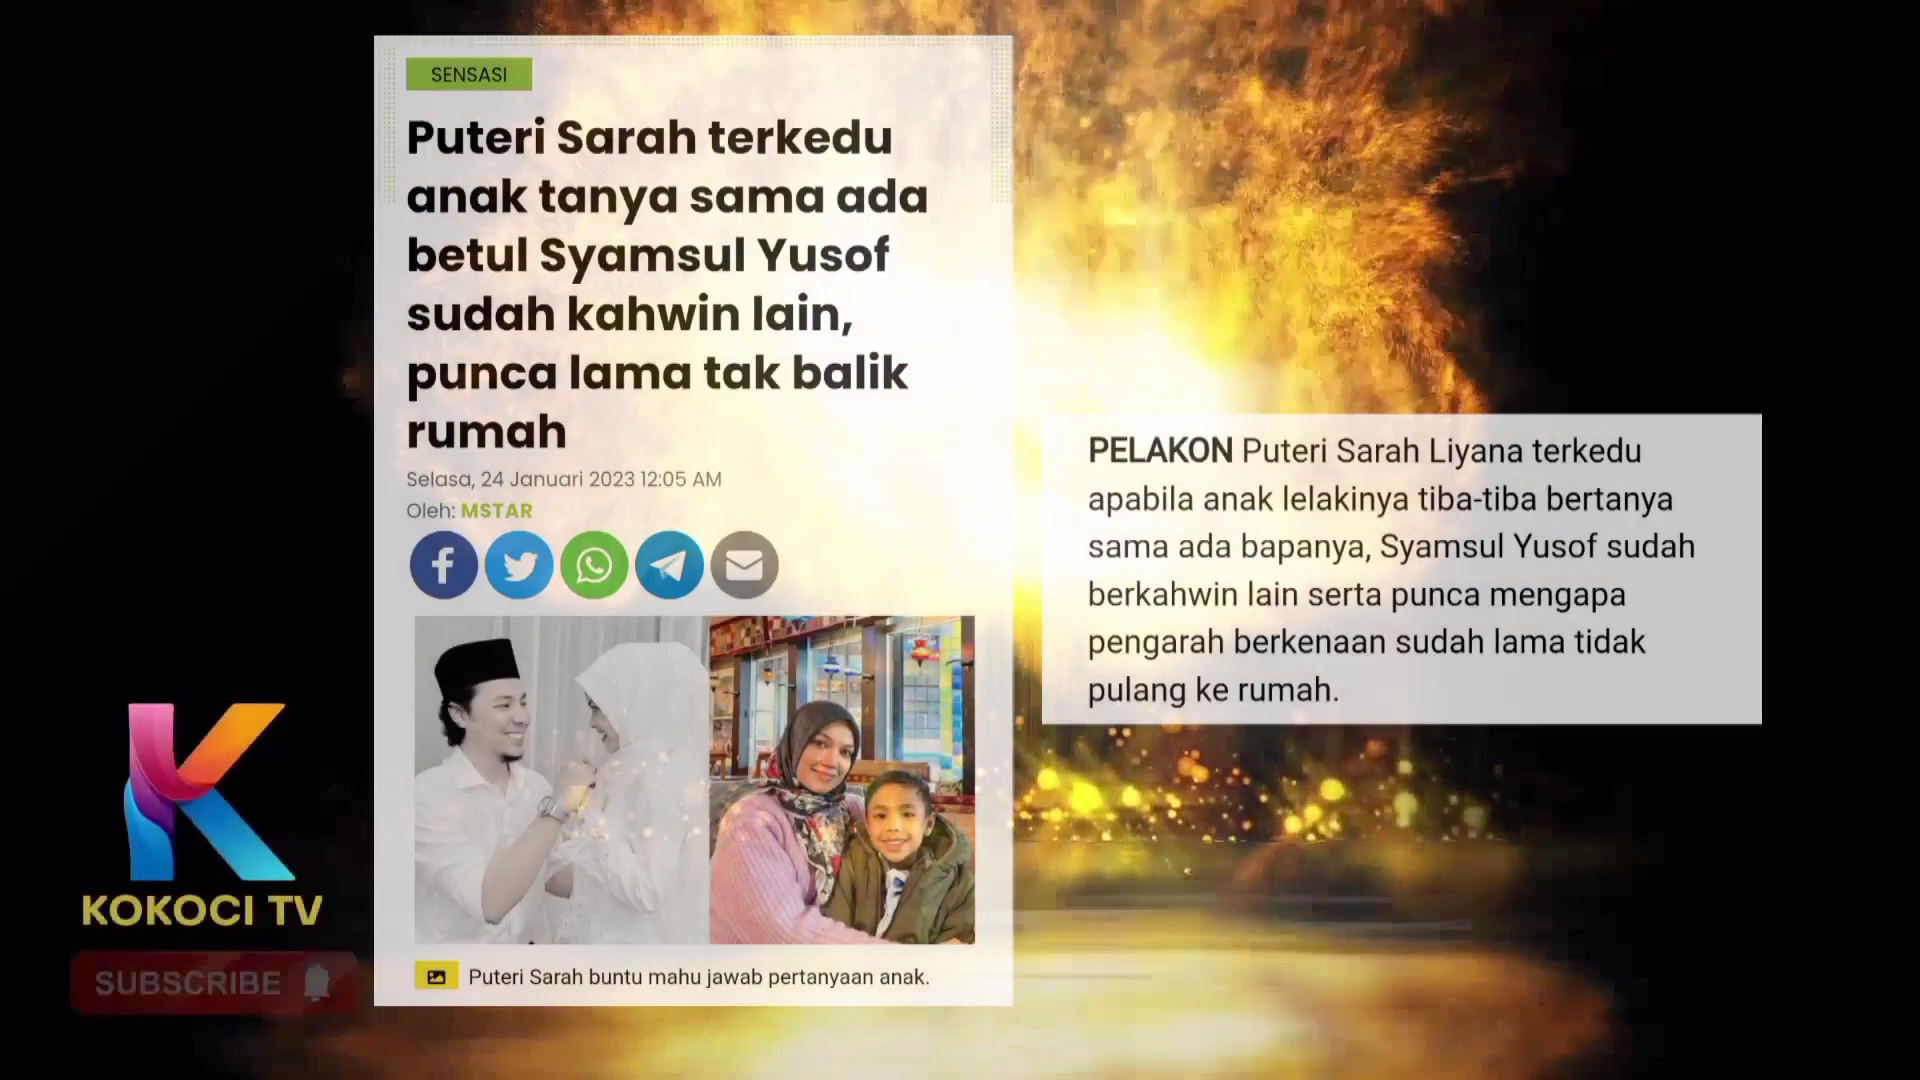 SENSASI
Puteri Sarah terkedu
anak tanya sama ada
betul Syamsul Yusof
sudah kahwin lain,
punca lama tak balik
rumah
Selasa, 24 Januari 2023 12:05 AM
Oleh: MSTAR
Puteri Sarah buntu mahu jawab pertanyaan anak.
PELAKON Puteri Sarah Liyana terkedu
apabila anak lelakinya tiba-tiba bertanya
sama ada bapanya, Syamsul Yusof sudah
berkahwin lain serta punca mengapa
pengarah berkenaan sudah lama tidak
pulang ke rumah.
KOKOCI TV
SUBSCRIBE